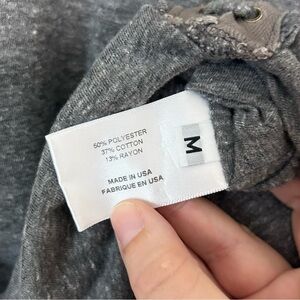 50% POLYESTER
37% COTTON
13% RAYON
MADE IN USA
FABRIQUE EN USA
M